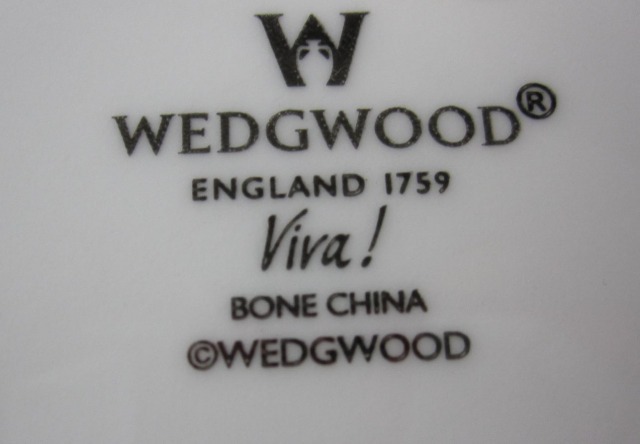 W
WEDGWOOD®
ENGLAND 1759
Viva!
BONE CHINA
©WEDGWOOD